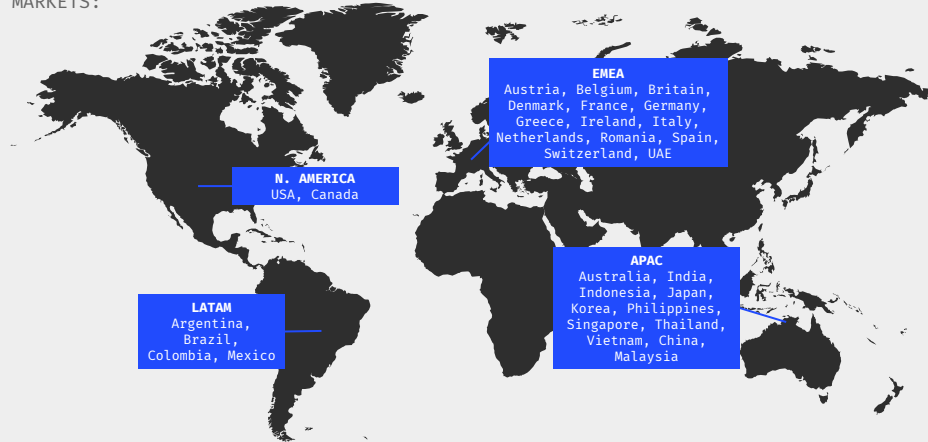 MARKETS:
EMEA
Austria, Belgium, Britain,
Denmark, France, Germany,
Greece, Ireland, Italy,
Netherlands, Romania, Spain,
Switzerland, UAE
N. AMERICA
USA, Canada
APAC
Australia, India,
Indonesia, Japan,
Korea, Philippines,
Singapore, Thailand,
Vietnam, China,
Malaysia
LATAM
Argentina,
Brazil,
Colombia, Mexico